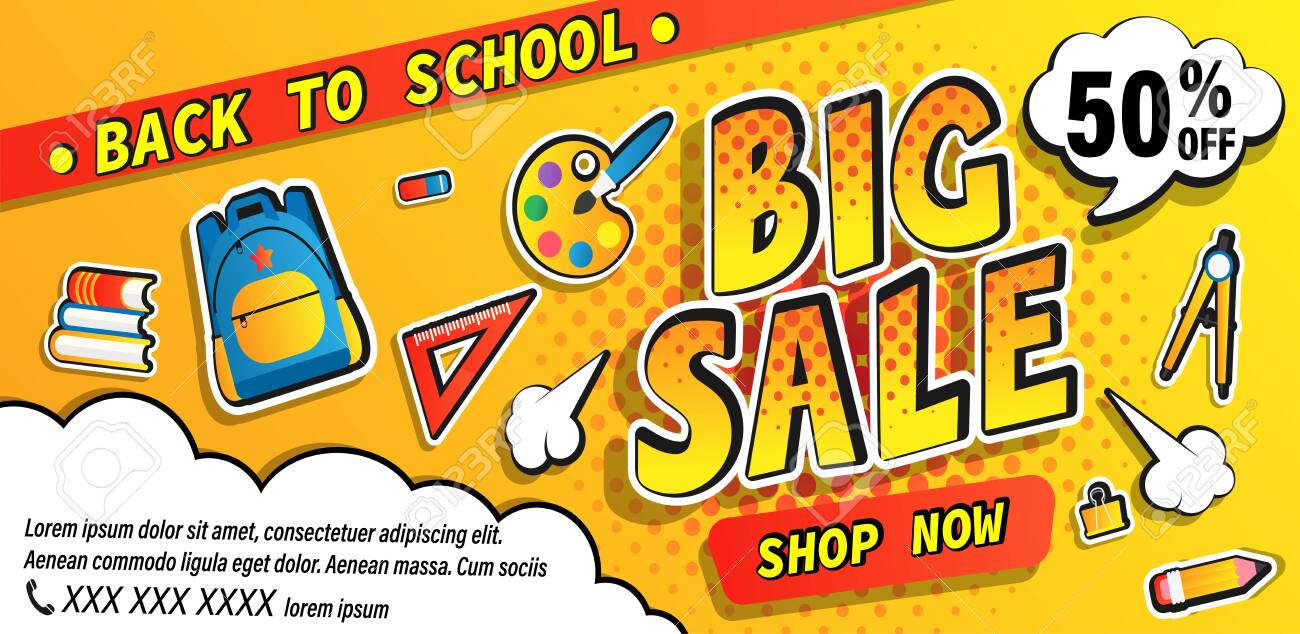 BACK TO SCHOOL
BIG
SALE
50% OFF
SHOP NOW
Lorem ipsum dolor sit amet, consectetuer adipiscing elit.
Aenean commodo ligula eget dolor. Aenean massa. Cum sociis
XXX XXX XXXX lorem ipsum
123RF